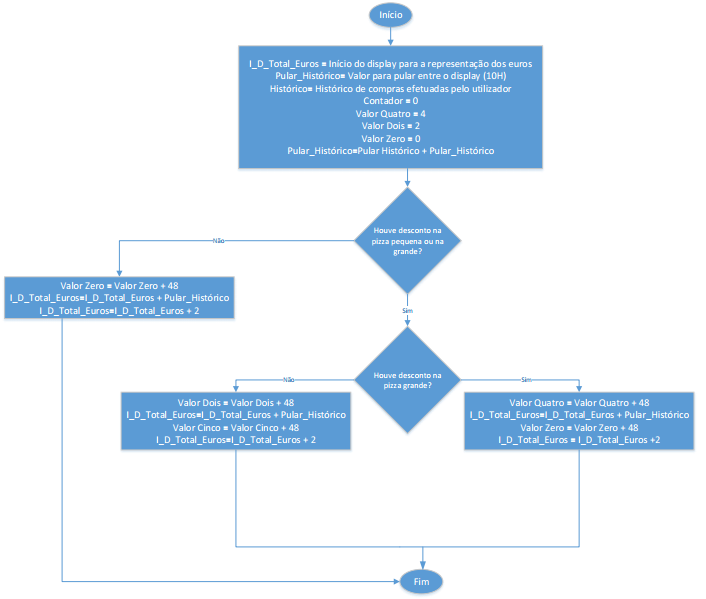 Início
I_D_Total_Euros = Início do display para a representação dos euros
Pular_Histórico= Valor para pular entre o display (10H)
Histórico= Histórico de compras efetuadas pelo utilizador
Contador = 0
Valor Quatro = 4
Valor Dois = 2
Valor Zero = 0
Pular_Histórico=Pular Histórico + Pular_Histórico
Houve desconto na
pizza pequena ou na
grande?
Não
Valor Zero = Valor Zero + 48
I_D_Total_Euros=I_D_Total_Euros + Pular_Histórico
I_D_Total_Euros=I_D_Total_Euros + 2
Sim
Houve desconto na
pizza grande?
Não
Sim
Valor Dois = Valor Dois + 48
I_D_Total_Euros=I_D_Total_Euros + Pular_Histórico
Valor Cinco = Valor Cinco + 48
I_D_Total_Euros=I_D_Total_Euros + 2
Valor Quatro = Valor Quatro + 48
I_D_Total_Euros=I_D_Total_Euros + Pular_Histórico
Valor Zero = Valor Zero + 48
I_D_Total_Euros = I_D_Total_Euros +2
Fim